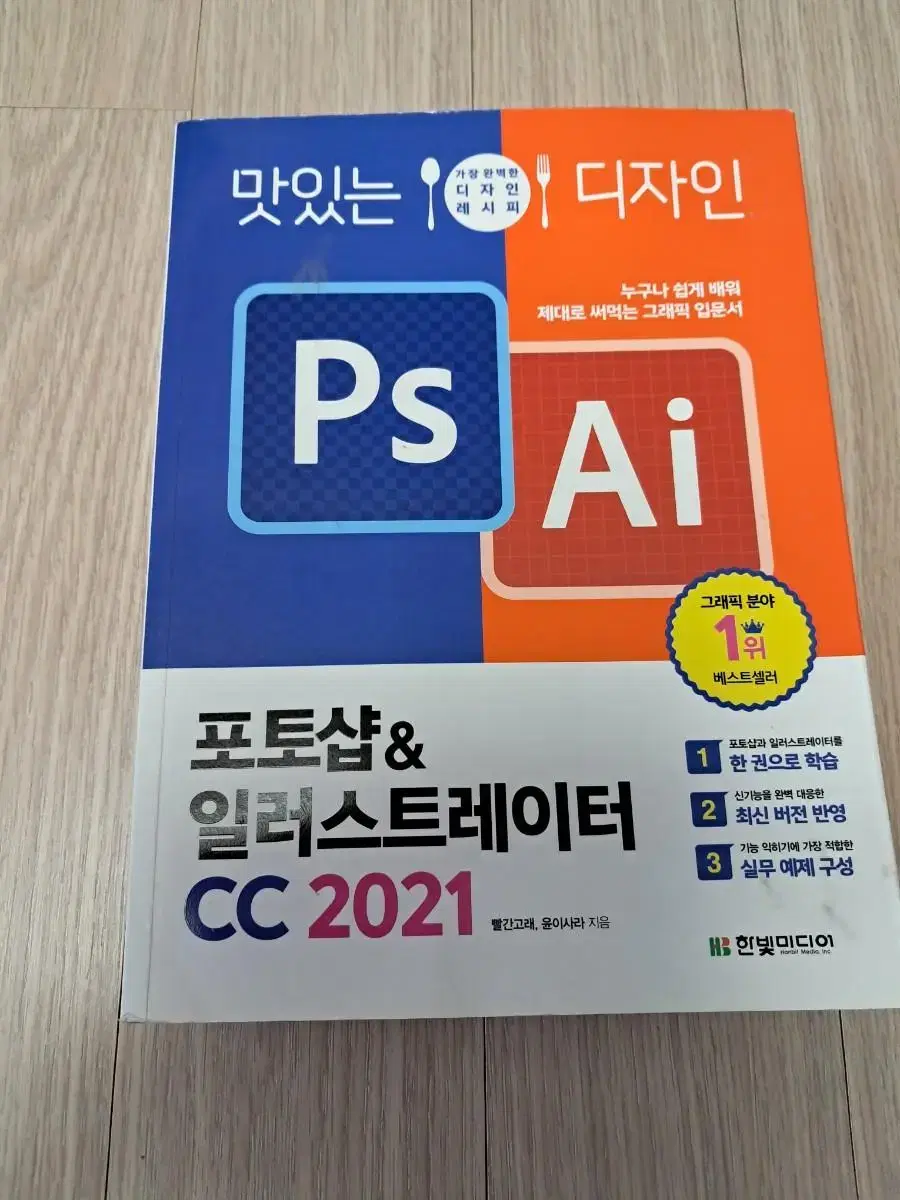 맛있는
가장 완벽한
디자인
레시피
디자인
누구나 쉽게 배워
제대로 써먹는 그래픽 입문서
Ps
Ai
그래픽 분야
1위
베스트셀러
포토샵&
일러스트레이터
CC 2021
빨간고래, 윤이사라 지음
1 포토샵과 일러스트레이터를
한 권으로 학습
2 신기능을 완벽 대응한
최신 버전 반영
3 기능 익히기에 가장 적합한
실무 예제 구성
HB 한빛미디어
Hanbit Media, Inc.